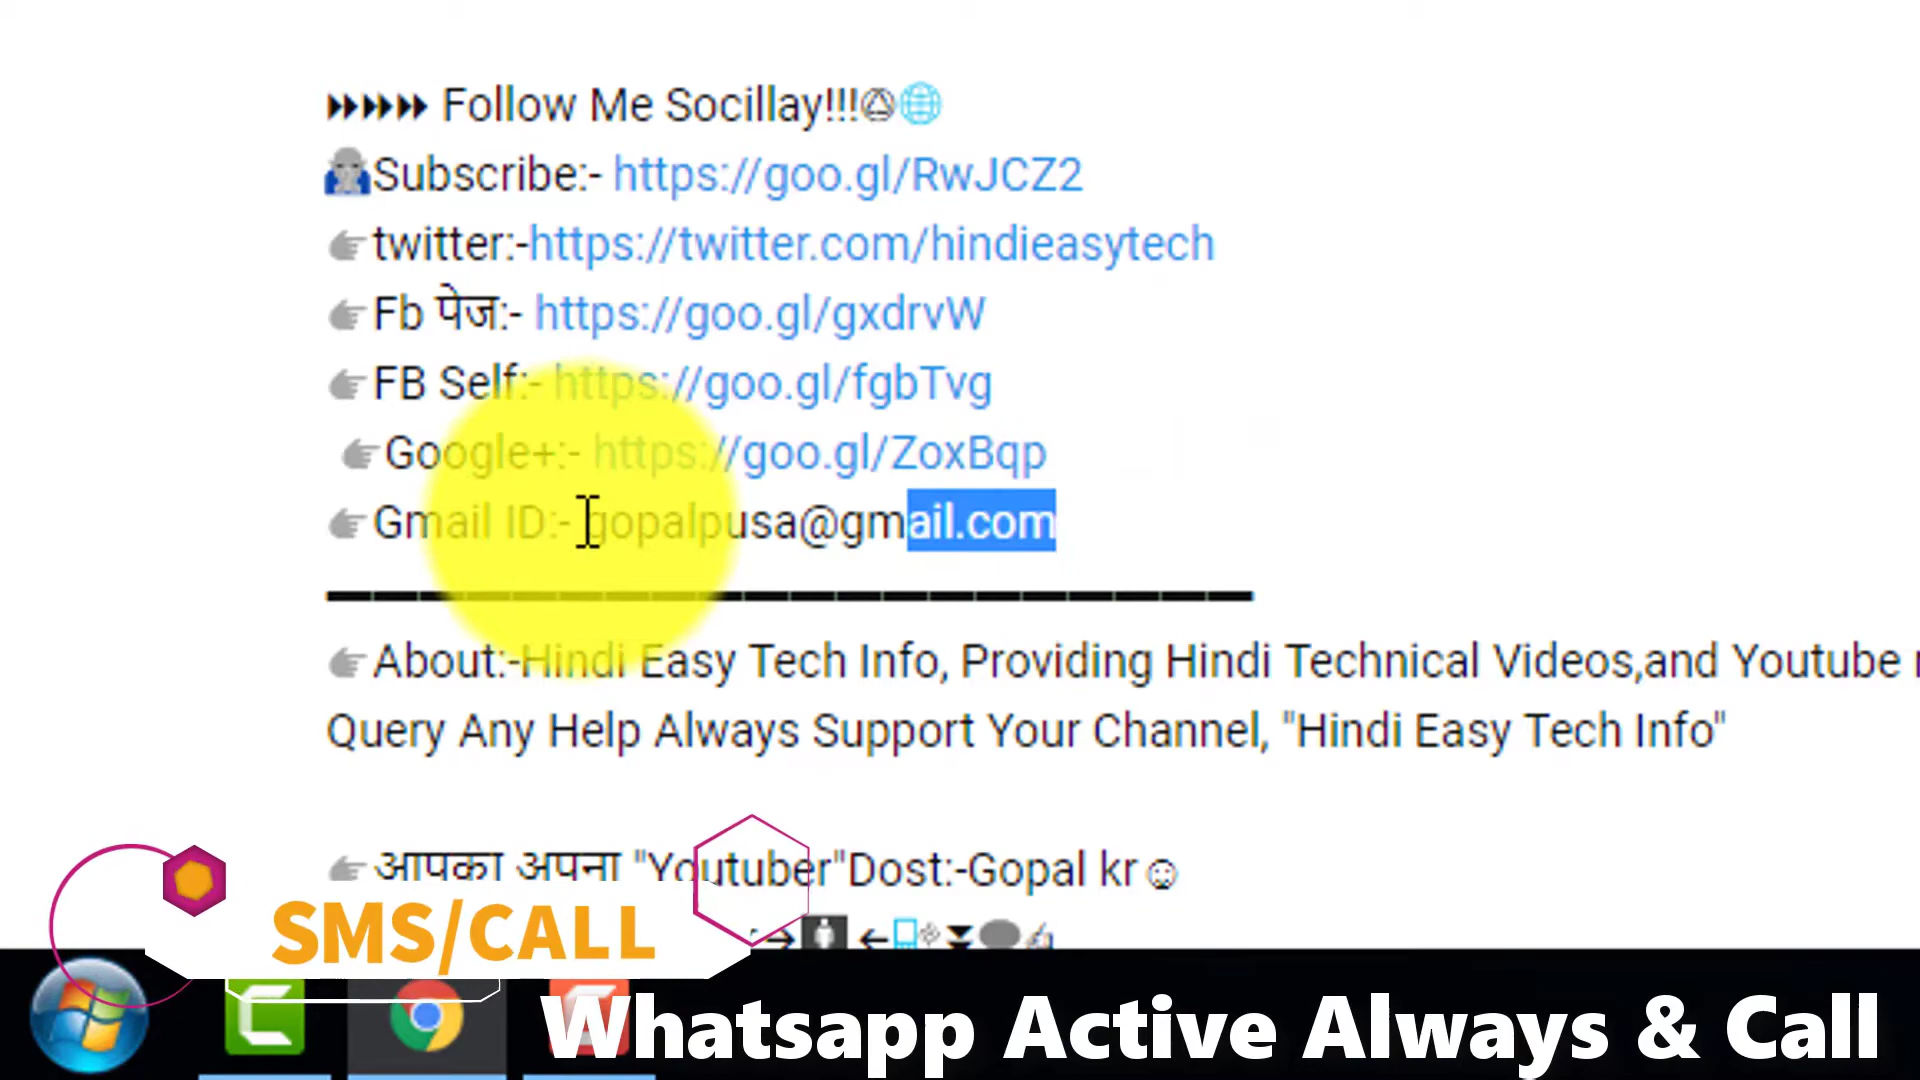 Follow Me Socillay!!!
Subscribe:- https://goo.gl/RwJCZ2
twitter:-https://twitter.com/hindieasytech
Fb पेज:- https://goo.gl/gxdrvW
FB Self:- https://goo.gl/fgbTvg
Google+:- https://goo.gl/ZoxBqp
Gmail ID:- gopalpusa@gmail.com
About:-Hindi Easy Tech Info, Providing Hindi Technical Videos,and Youtube
Query Any Help Always Support Your Channel, "Hindi Easy Tech Info"
आपका अपना "Youtuber"Dost:-Gopal kr
SMS/CALL
Whatsapp Active Always & Call